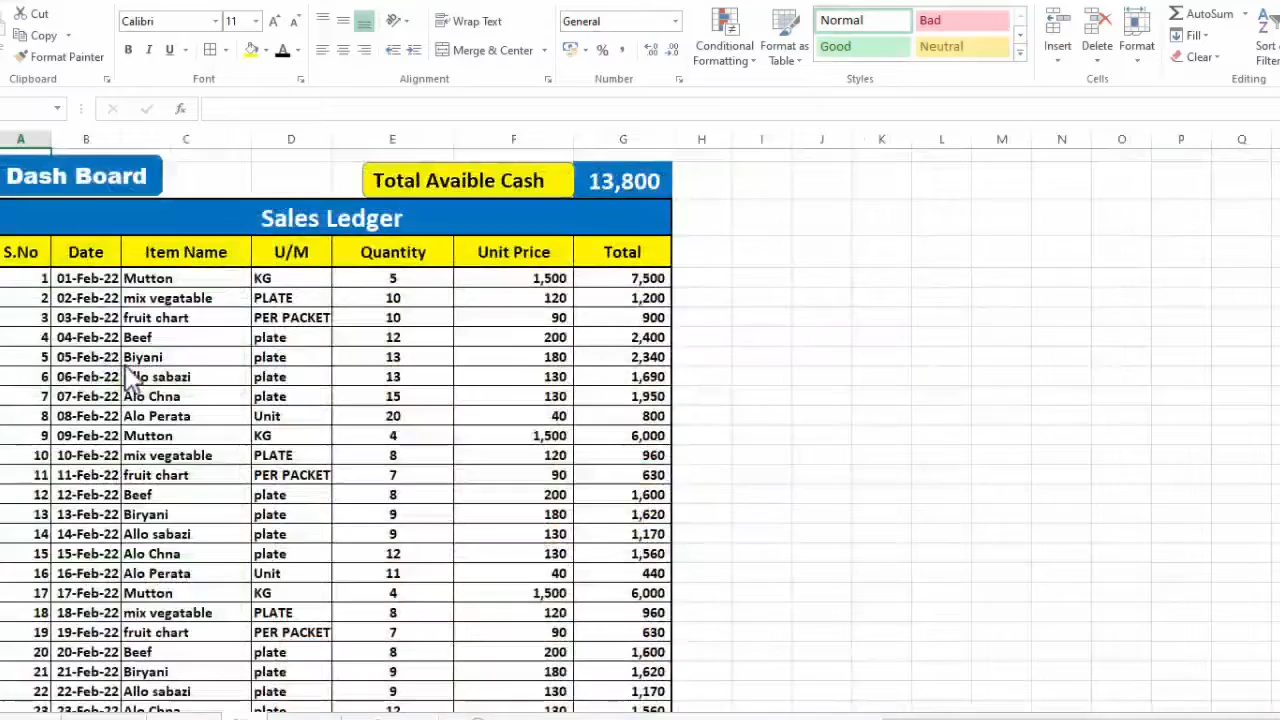 Cut
Copy
Format Painter
Clipboard
Calibri 11 A A
B I U A
Font
ab
Wrap Text
Merge & Center
Alignment
General
% ,
Number
Conditional Formatting
Format as Table
Normal Bad
Good Neutral
Styles
Insert Delete Format
Cells
AutoSum
Fill
Clear
Sort
Filter
Editing
fx
A B C D E F G H I J K L M N O P Q
Dash Board Total Avaible Cash 13,800
Sales Ledger
S.No Date Item Name U/M Quantity Unit Price Total
1 01-Feb-22 Mutton KG 5 1,500 7,500
2 02-Feb-22 mix vegatable PLATE 10 120 1,200
3 03-Feb-22 fruit chart PER PACKET 10 90 900
4 04-Feb-22 Beef plate 12 200 2,400
5 05-Feb-22 Biyani plate 13 180 2,340
6 06-Feb-22 Allo sabazi plate 13 130 1,690
7 07-Feb-22 Alo Chna plate 15 130 1,950
8 08-Feb-22 Alo Perata Unit 20 40 800
9 09-Feb-22 Mutton KG 4 1,500 6,000
10 10-Feb-22 mix vegatable PLATE 8 120 960
11 11-Feb-22 fruit chart PER PACKET 7 90 630
12 12-Feb-22 Beef plate 8 200 1,600
13 13-Feb-22 Biryani plate 9 180 1,620
14 14-Feb-22 Allo sabazi plate 9 130 1,170
15 15-Feb-22 Alo Chna plate 12 130 1,560
16 16-Feb-22 Alo Perata Unit 11 40 440
17 17-Feb-22 Mutton KG 4 1,500 6,000
18 18-Feb-22 mix vegatable PLATE 8 120 960
19 19-Feb-22 fruit chart PER PACKET 7 90 630
20 20-Feb-22 Beef plate 8 200 1,600
21 21-Feb-22 Biryani plate 9 180 1,620
22 22-Feb-22 Allo sabazi plate 9 130 1,170
23 23-Feb-22 Alo Chna plate 12 130 1,560